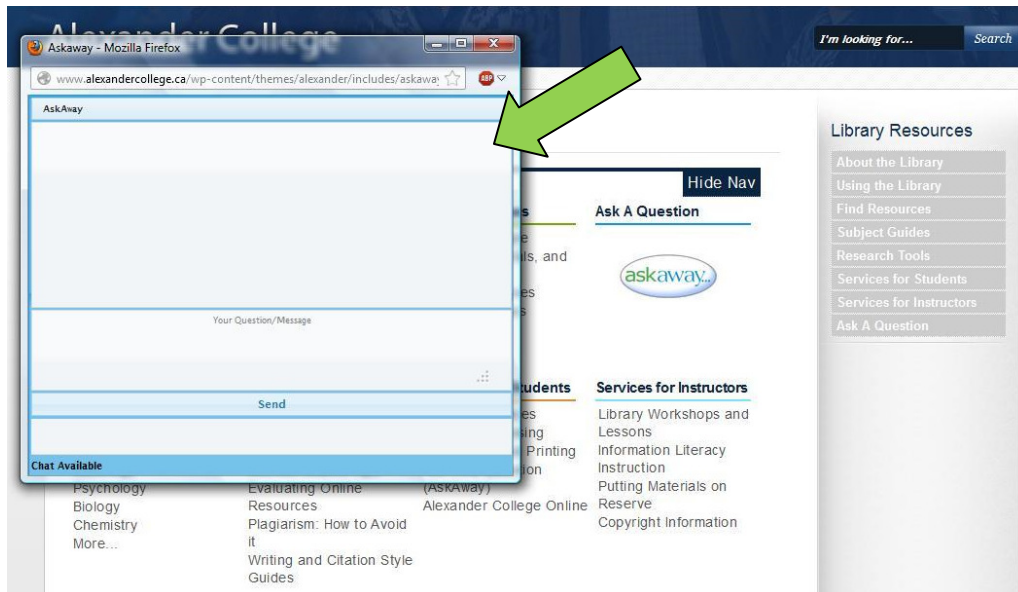 Alexander College
I'm looking for... Search
Askaway - Mozilla Firefox
www.alexandercollege.ca/wp-content/themes/alexander/includes/askaway
ABP
AskAway
Your Question/Message
Send
Chat Available
Hide Nav
Ask A Question
askaway...
and
Services for Instructors
Library Workshops and
Lessons
Information Literacy
Instruction
Putting Materials on
Reserve
Copyright Information
Printing
(AskAway)
Alexander College Online
Psychology
Biology
Chemistry
More...
Evaluating Online
Resources
Plagiarism: How to Avoid
it
Writing and Citation Style
Guides
Library Resources
About the Library
Using the Library
Find Resources
Subject Guides
Research Tools
Services for Students
Services for Instructors
Ask A Question